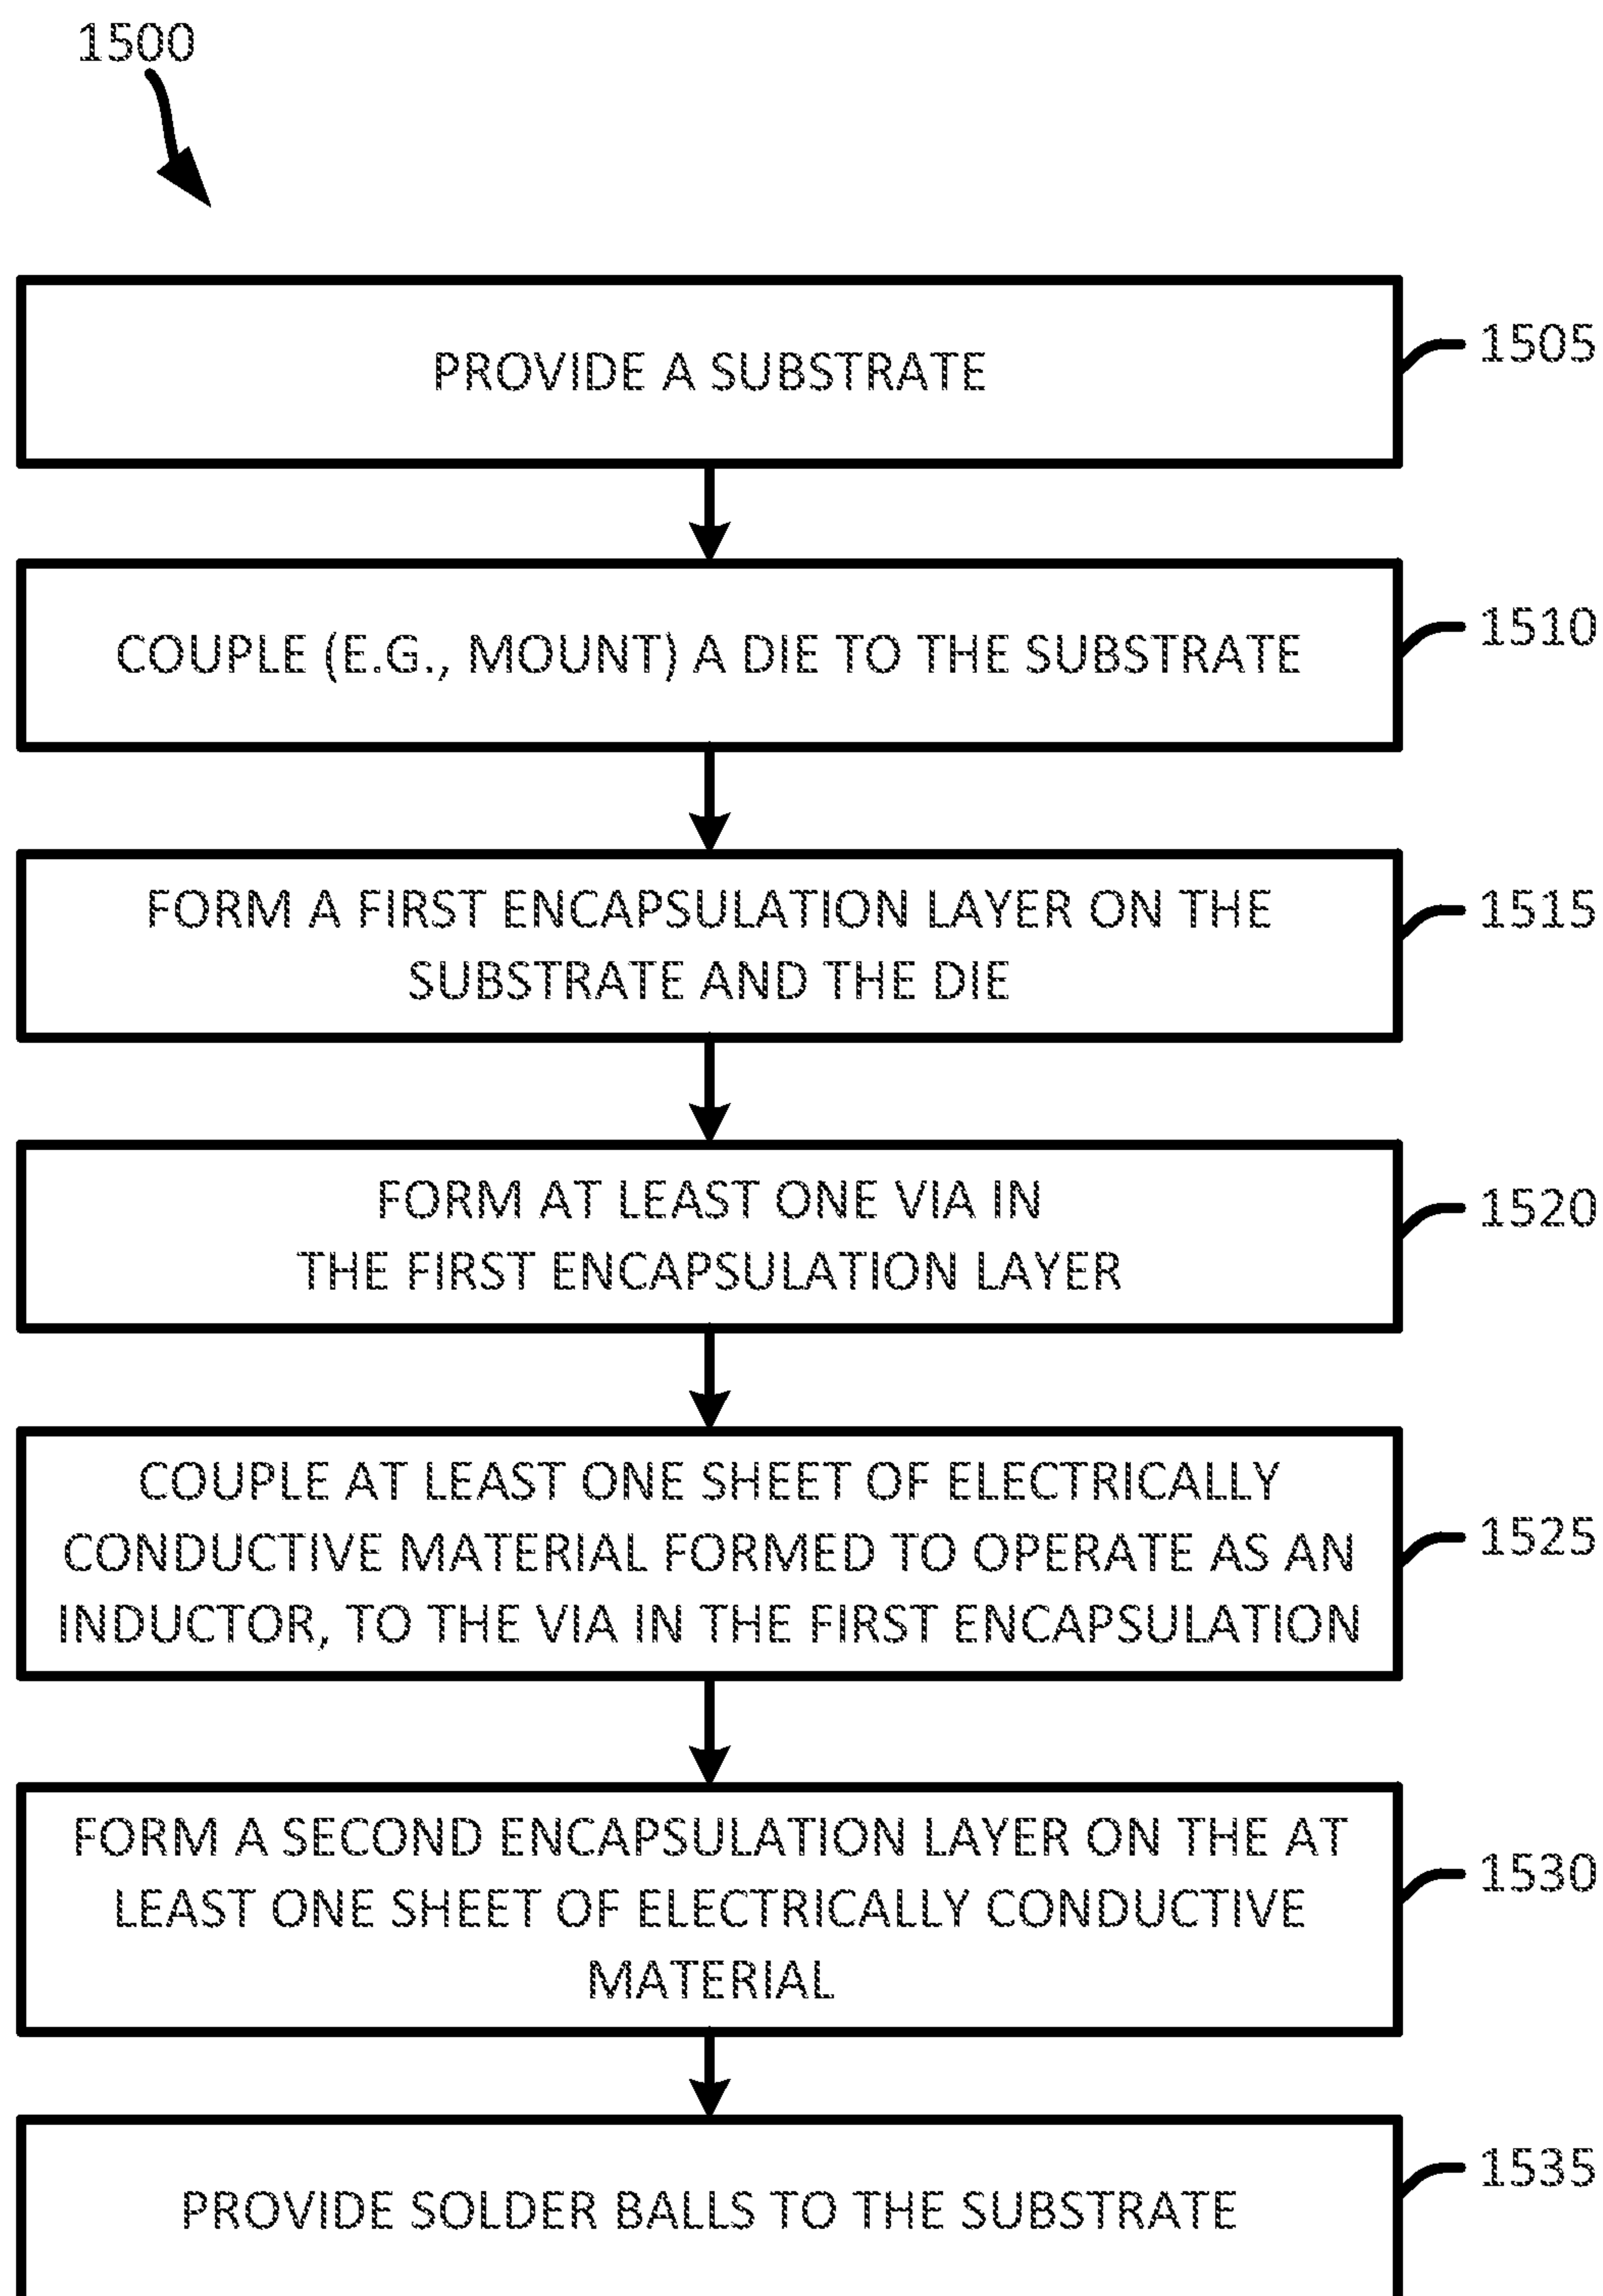 1500
PROVIDE A SUBSTRATE
1505
COUPLE (E.G., MOUNT) A DIE TO THE SUBSTRATE
1510
FORM A FIRST ENCAPSULATION LAYER ON THE
SUBSTRATE AND THE DIE
1515
FORM AT LEAST ONE VIA IN
THE FIRST ENCAPSULATION LAYER
1520
COUPLE AT LEAST ONE SHEET OF ELECTRICALLY
CONDUCTIVE MATERIAL FORMED TO OPERATE AS AN
INDUCTOR, TO THE VIA IN THE FIRST ENCAPSULATION
1525
FORM A SECOND ENCAPSULATION LAYER ON THE AT
LEAST ONE SHEET OF ELECTRICALLY CONDUCTIVE
MATERIAL
1530
PROVIDE SOLDER BALLS TO THE SUBSTRATE
1535